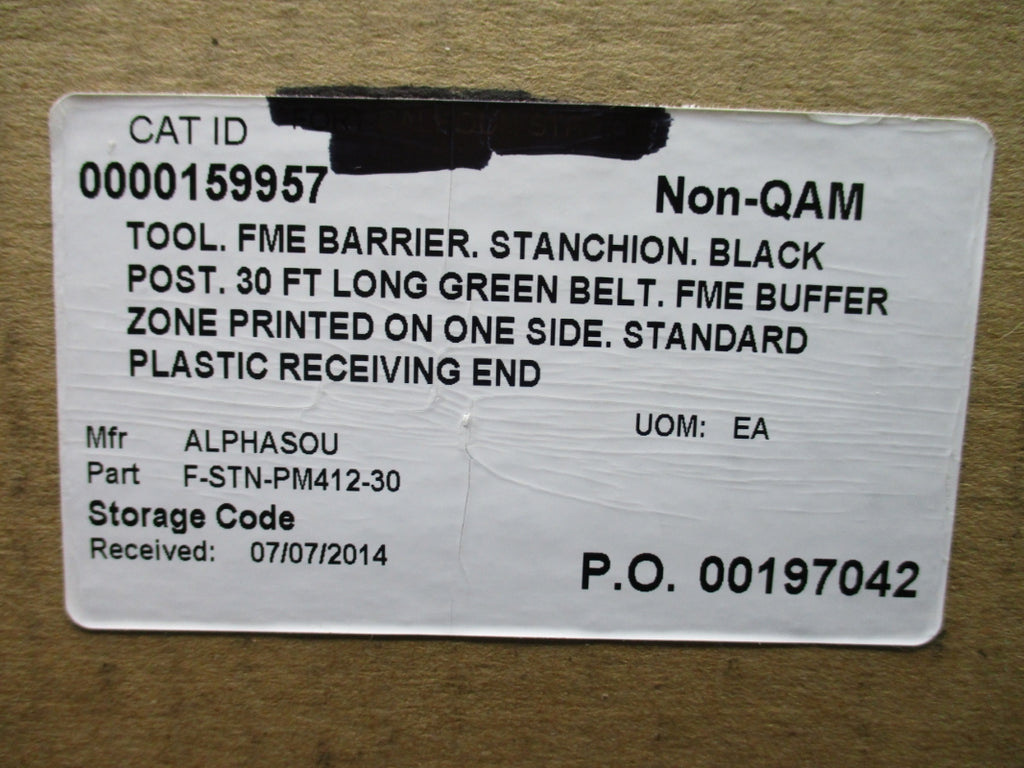 CAT ID
0000159957
Non-QAM
TOOL. FME BARRIER. STANCHION. BLACK
POST. 30 FT LONG GREEN BELT. FME BUFFER
ZONE PRINTED ON ONE SIDE. STANDARD
PLASTIC RECEIVING END
UOM: EA
Mfr ALPHASOU
Part F-STN-PM412-30
Storage Code
Received: 07/07/2014
P.O. 00197042